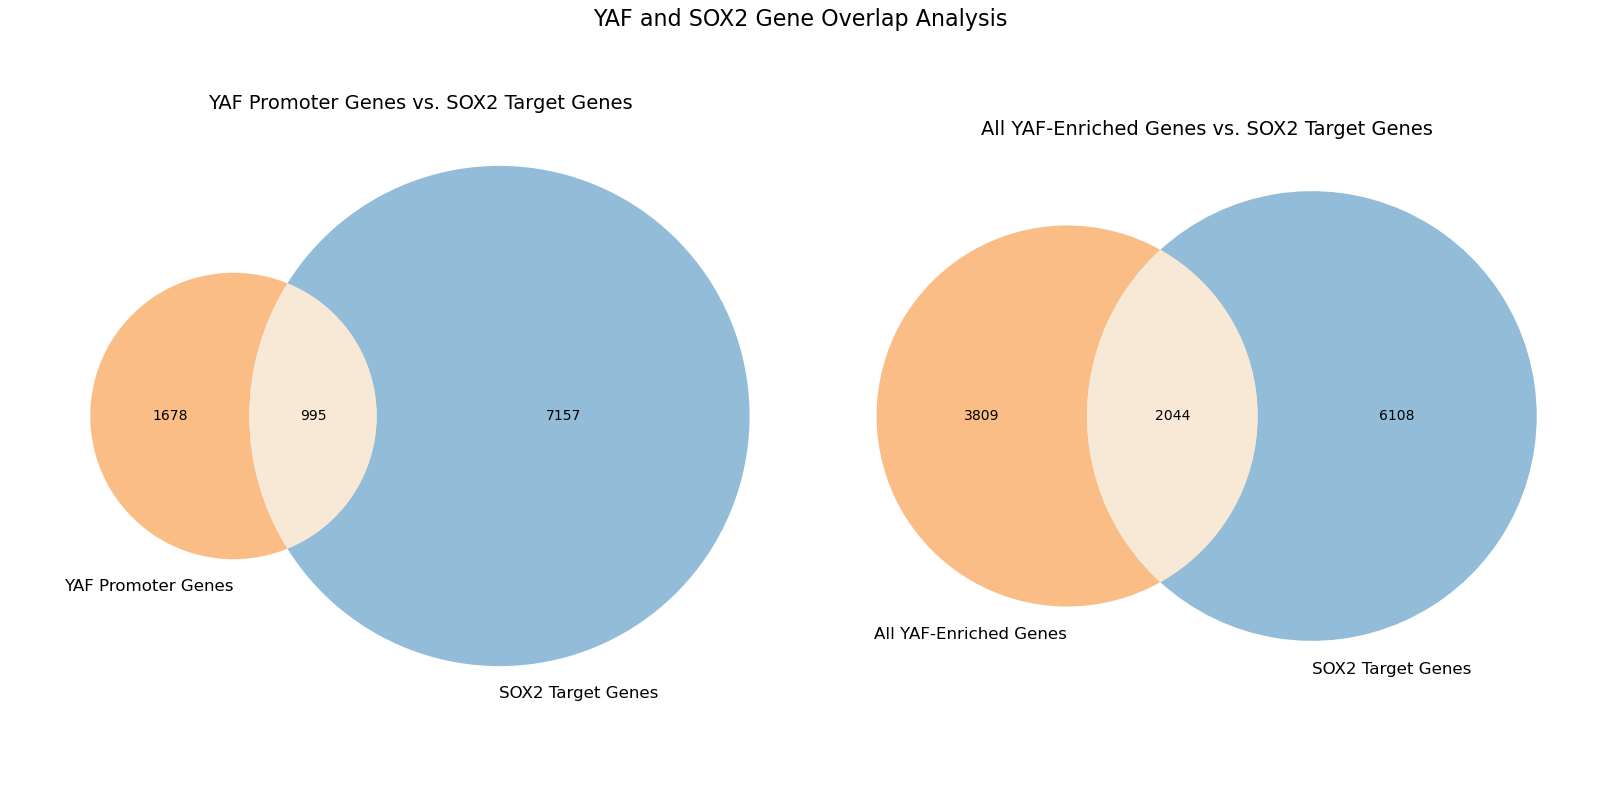 YAF and SOX2 Gene Overlap Analysis
YAF Promoter Genes vs. SOX2 Target Genes
1678
995
7157
YAF Promoter Genes
SOX2 Target Genes
All YAF-Enriched Genes vs. SOX2 Target Genes
3809
2044
6108
All YAF-Enriched Genes
SOX2 Target Genes